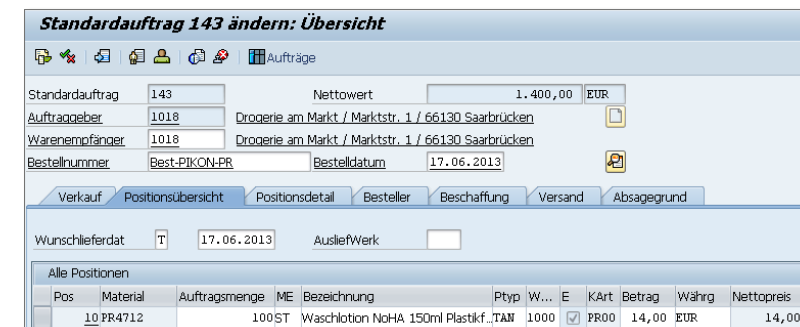 Standardauftrag 143 ändern: Übersicht
Aufträge
Standardauftrag 143 Nettowert 1.400,00 EUR
Auftraggeber 1018 Drogerie am Markt / Marktstr. 1 / 66130 Saarbrücken
Warenempfänger 1018 Drogerie am Markt / Marktstr. 1 / 66130 Saarbrücken
Bestellnummer Best-PIKON-PR Bestelldatum 17.06.2013
Verkauf Positionsübersicht Positionsdetail Besteller Beschaffung Versand Absagegrund
Wunschlieferdat T 17.06.2013 AusliefWerk
Alle Positionen
Pos Material Auftragsmenge ME Bezeichnung Ptyp W... E KArt Betrag Währg Nettopreis
10 PR4712 100 ST Waschlotion NoHA 150ml Plastikf... TAN 1000 PR00 14,00 EUR 14,00